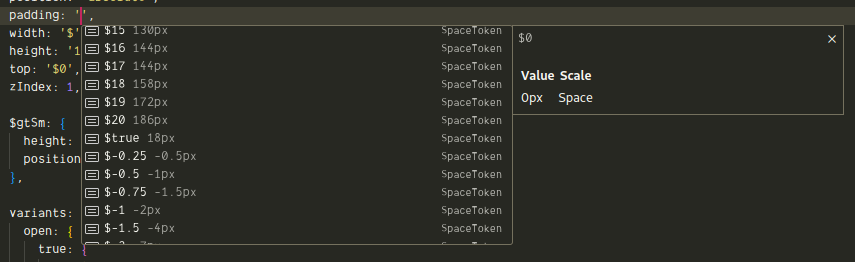 padding: '',
width: '$'
height: '1
top: '$0',
zIndex: 1,
$gtSm: {
height:
position
},
variants:
open: {
true: {
$15 130px SpaceToken
$16 144px SpaceToken
$17 144px SpaceToken
$18 158px SpaceToken
$19 172px SpaceToken
$20 186px SpaceToken
$true 18px SpaceToken
$-0.25 -0.5px SpaceToken
$-0.5 -1px SpaceToken
$-0.75 -1.5px SpaceToken
$-1 -2px SpaceToken
$-1.5 -4px SpaceToken
$0
Value Scale
0px Space